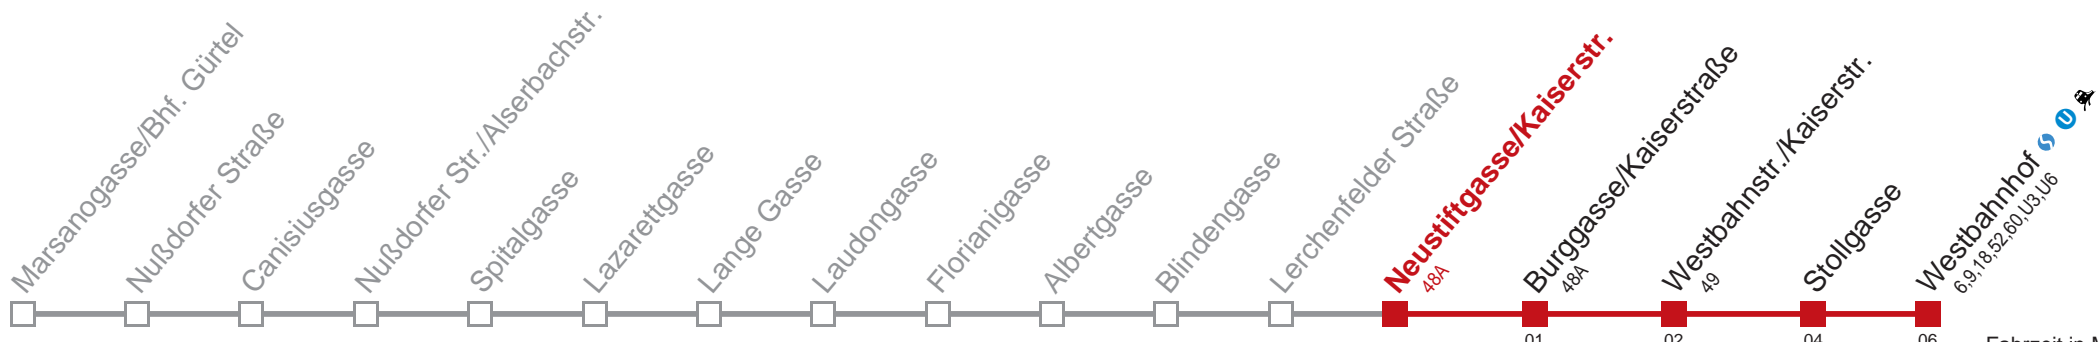 Marsanogasse/Bhf. Gürtel
Nußdorfer Straße
Canisiusgasse
Nußdorfer Str./Alserbachstr.
Spitalgasse
Lazarettgasse
Lange Gasse
Laudongasse
Florianigasse
Albertgasse
Blindengasse
Lerchenfelder Straße
Neustiftgasse/Kaiserstr.
48A
Burggasse/Kaiserstraße
48A
Westbahnstr./Kaiserstr.
49
Stollgasse
Westbahnhof S U
6,9,18,52,60,U3,U6
01 02 04 06 Fahrzeit in